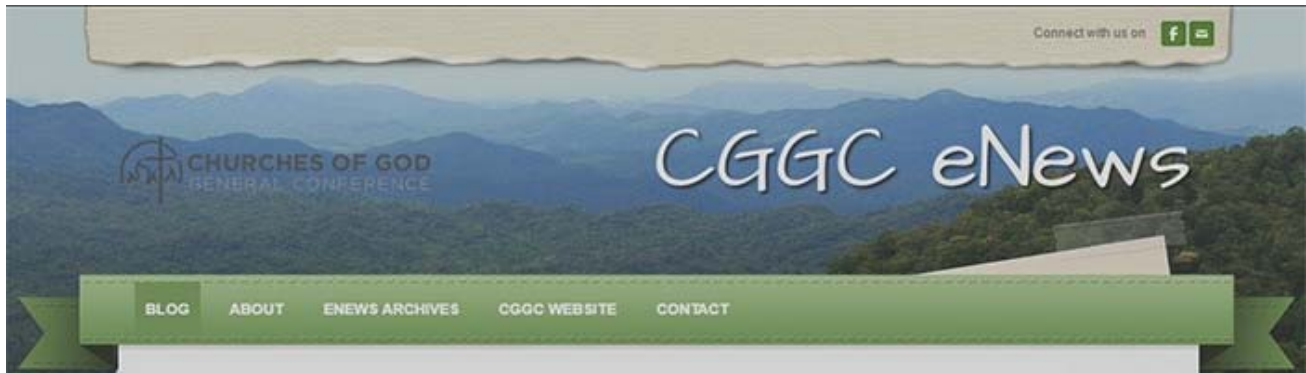 Connect with us on
CHURCHES OF GOD
GENERAL CONFERENCE
CGGC eNews
BLOG ABOUT ENEWS ARCHIVES CGGC WEBSITE CONTACT